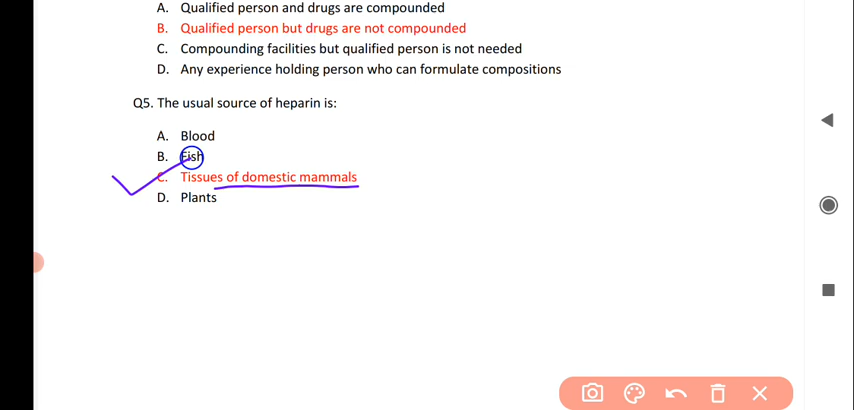 A. Qualified person and drugs are compounded
B. Qualified person but drugs are not compounded
C. Compounding facilities but qualified person is not needed
D. Any experience holding person who can formulate compositions
Q5. The usual source of heparin is:
A. Blood
B. Fish
C. Tissues of domestic mammals
D. Plants